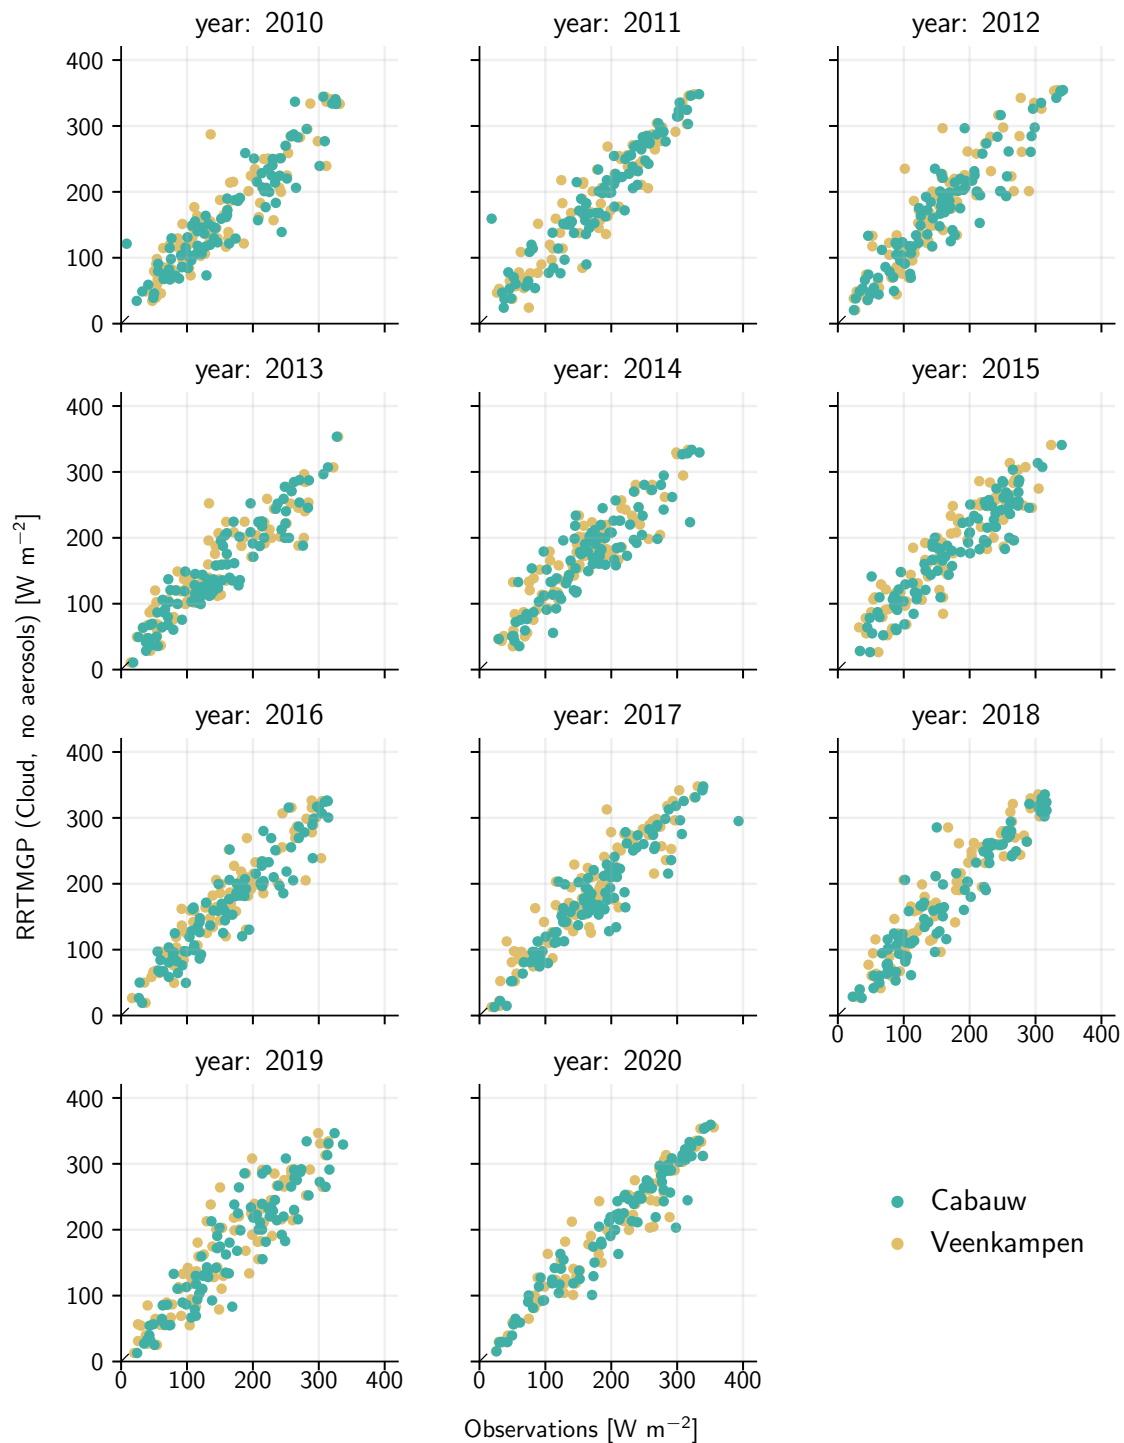 year: 2010 year: 2011 year: 2012
400
300
200
100
0
year: 2013 year: 2014 year: 2015
400
300
200
100
0
year: 2016 year: 2017 year: 2018
400
300
200
100
0
0 100 200 300 400
year: 2019 year: 2020
400
300
200
100
0
0 100 200 300 400
0 100 200 300 400
Cabauw
Veenkampen
RRTMGP (Cloud, no aerosols) [W m⁻²]
Observations [W m⁻²]